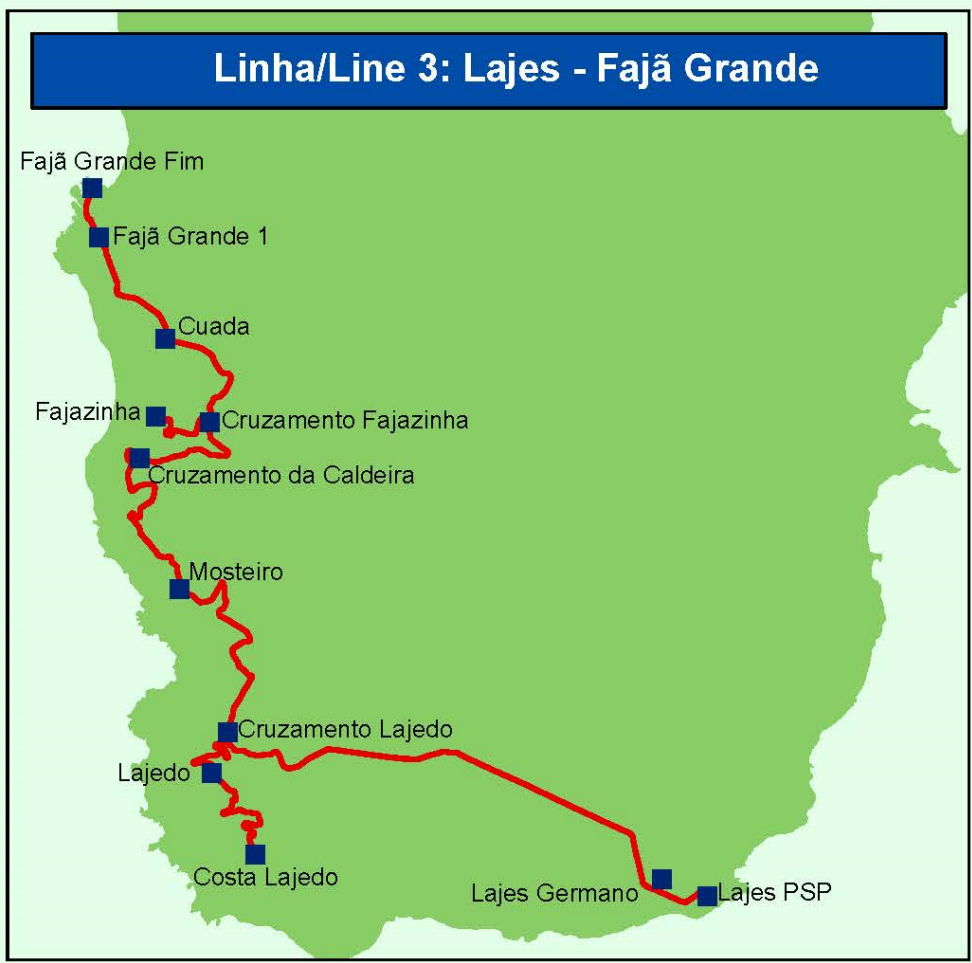 Linha/Line 3: Lajes - Fajã Grande
Fajã Grande Fim
Fajã Grande 1
Cuada
Fajazinha
Cruzamento Fajazinha
Cruzamento da Caldeira
Mosteiro
Cruzamento Lajedo
Lajedo
Costa Lajedo
Lajes Germano
Lajes PSP